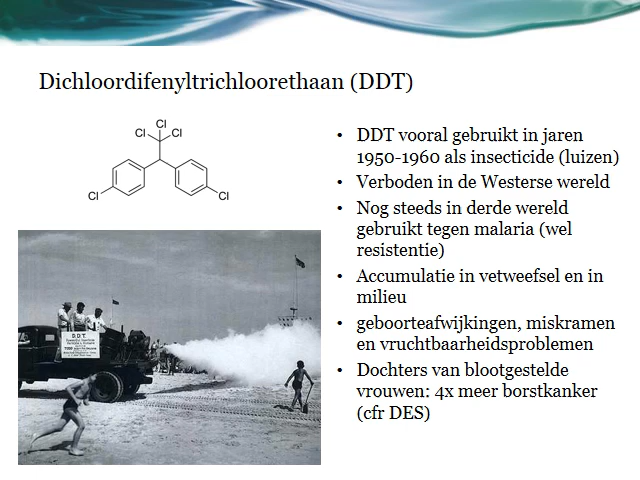 Dichloordifenyltrichloorethaan (DDT)
Cl
Cl Cl
Cl Cl
D.D.T.
• DDT vooral gebruikt in jaren
1950-1960 als insecticide (luizen)
• Verboden in de Westerse wereld
• Nog steeds in derde wereld
gebruikt tegen malaria (wel
resistentie)
• Accumulatie in vetweefsel en in
milieu
• geboorteafwijkingen, miskramen
en vruchtbaarheidsproblemen
• Dochters van blootgestelde
vrouwen: 4x meer borstkanker
(cfr DES)